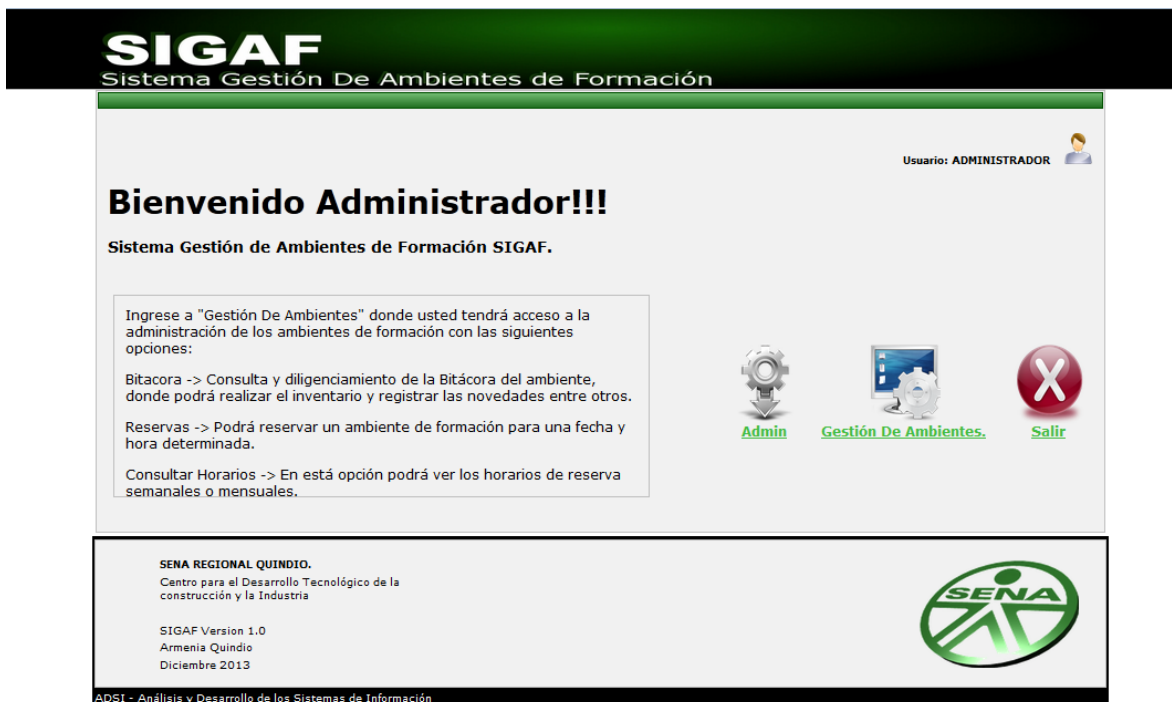 SIGAF
Sistema Gestión De Ambientes de Formación
Usuario: ADMINISTRADOR
Bienvenido Administrador!!!
Sistema Gestión de Ambientes de Formación SIGAF.
Ingrese a "Gestión De Ambientes" donde usted tendrá acceso a la
administración de los ambientes de formación con las siguientes
opciones:
Bitacora -> Consulta y diligenciamiento de la Bitácora del ambiente,
donde podrá realizar el inventario y registrar las novedades entre otros.
Reservas -> Podrá reservar un ambiente de formación para una fecha y
hora determinada.
Consultar Horarios -> En está opción podrá ver los horarios de reserva
semanales o mensuales.
Admin
Gestión De Ambientes.
Salir
SENA REGIONAL QUINDIO.
Centro para el Desarrollo Tecnológico de la
construcción y la Industria
SIGAF Version 1.0
Armenia Quindio
Diciembre 2013
SENA
ADSI - Análisis y Desarrollo de los Sistemas de Información